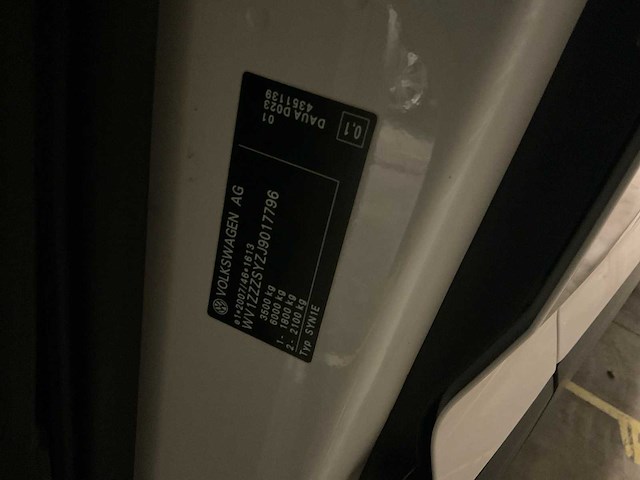 VOLKSWAGEN AG
e1*2007/46*1613
WV1ZZZSYZJ9017796
3500 kg
6000 kg
1- 1800 kg
2- 2100 kg
Typ SYN1E
01
DAUA D023
4351139
0.1